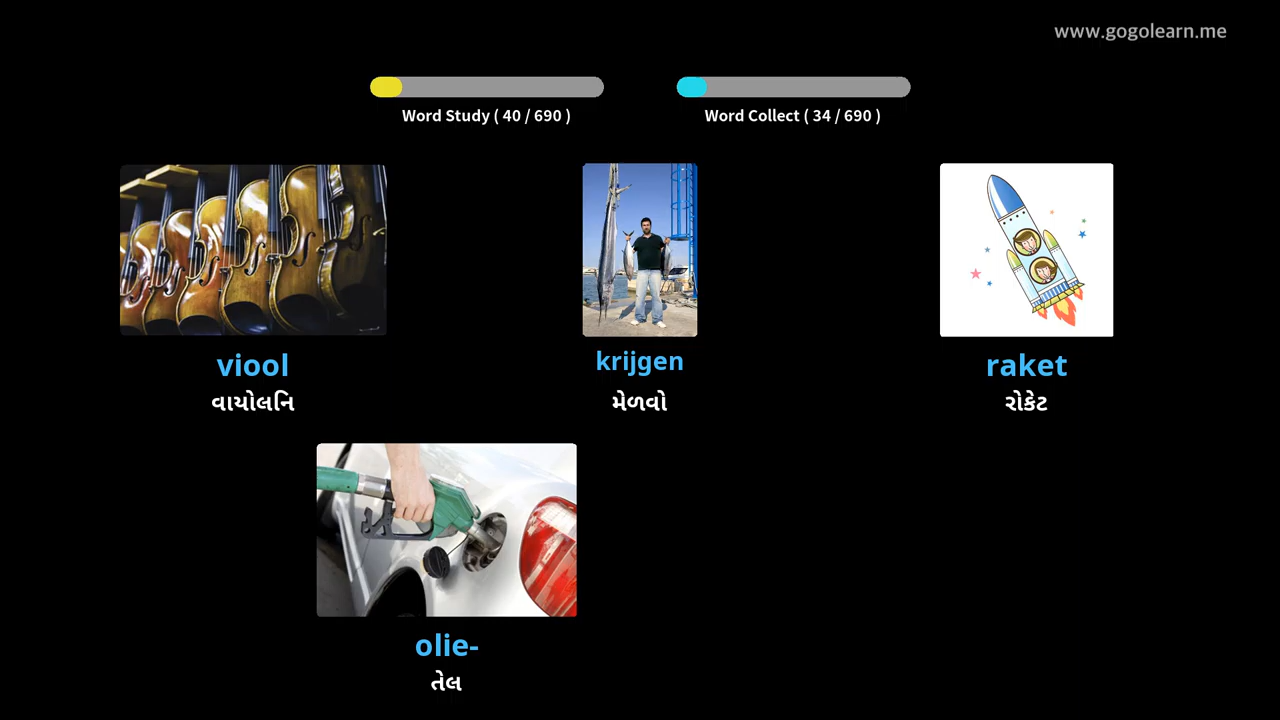 www.gogolearn.me
Word Study ( 40 / 690 )
Word Collect ( 34 / 690 )
viool
વાયોલનિ
krijgen
મેળવો
raket
રોકેટ
olie-
તેલ